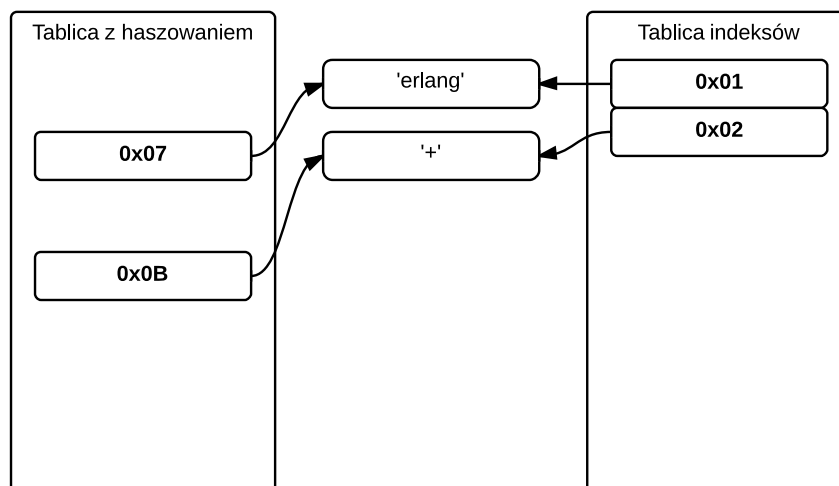 Tablica z haszowaniem
Tablica indeksów
'erlang'
0x01
0x02
0x07
'+'
0x0B